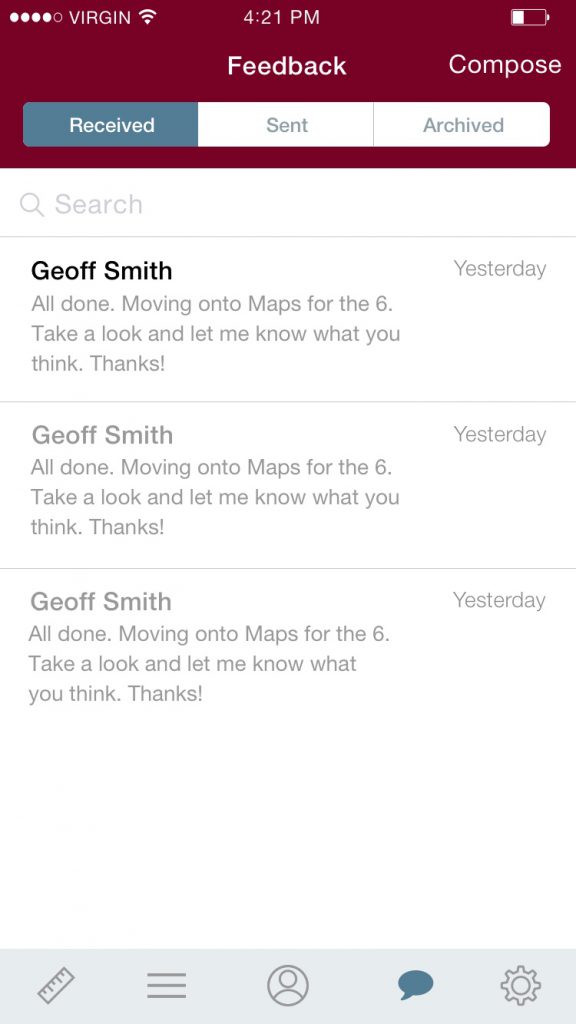 VIRGIN 4:21 PM
Feedback Compose
Received Sent Archived
Search
Geoff Smith Yesterday
All done. Moving onto Maps for the 6.
Take a look and let me know what you
think. Thanks!
Geoff Smith Yesterday
All done. Moving onto Maps for the 6.
Take a look and let me know what you
think. Thanks!
Geoff Smith Yesterday
All done. Moving onto Maps for the 6.
Take a look and let me know what
you think. Thanks!